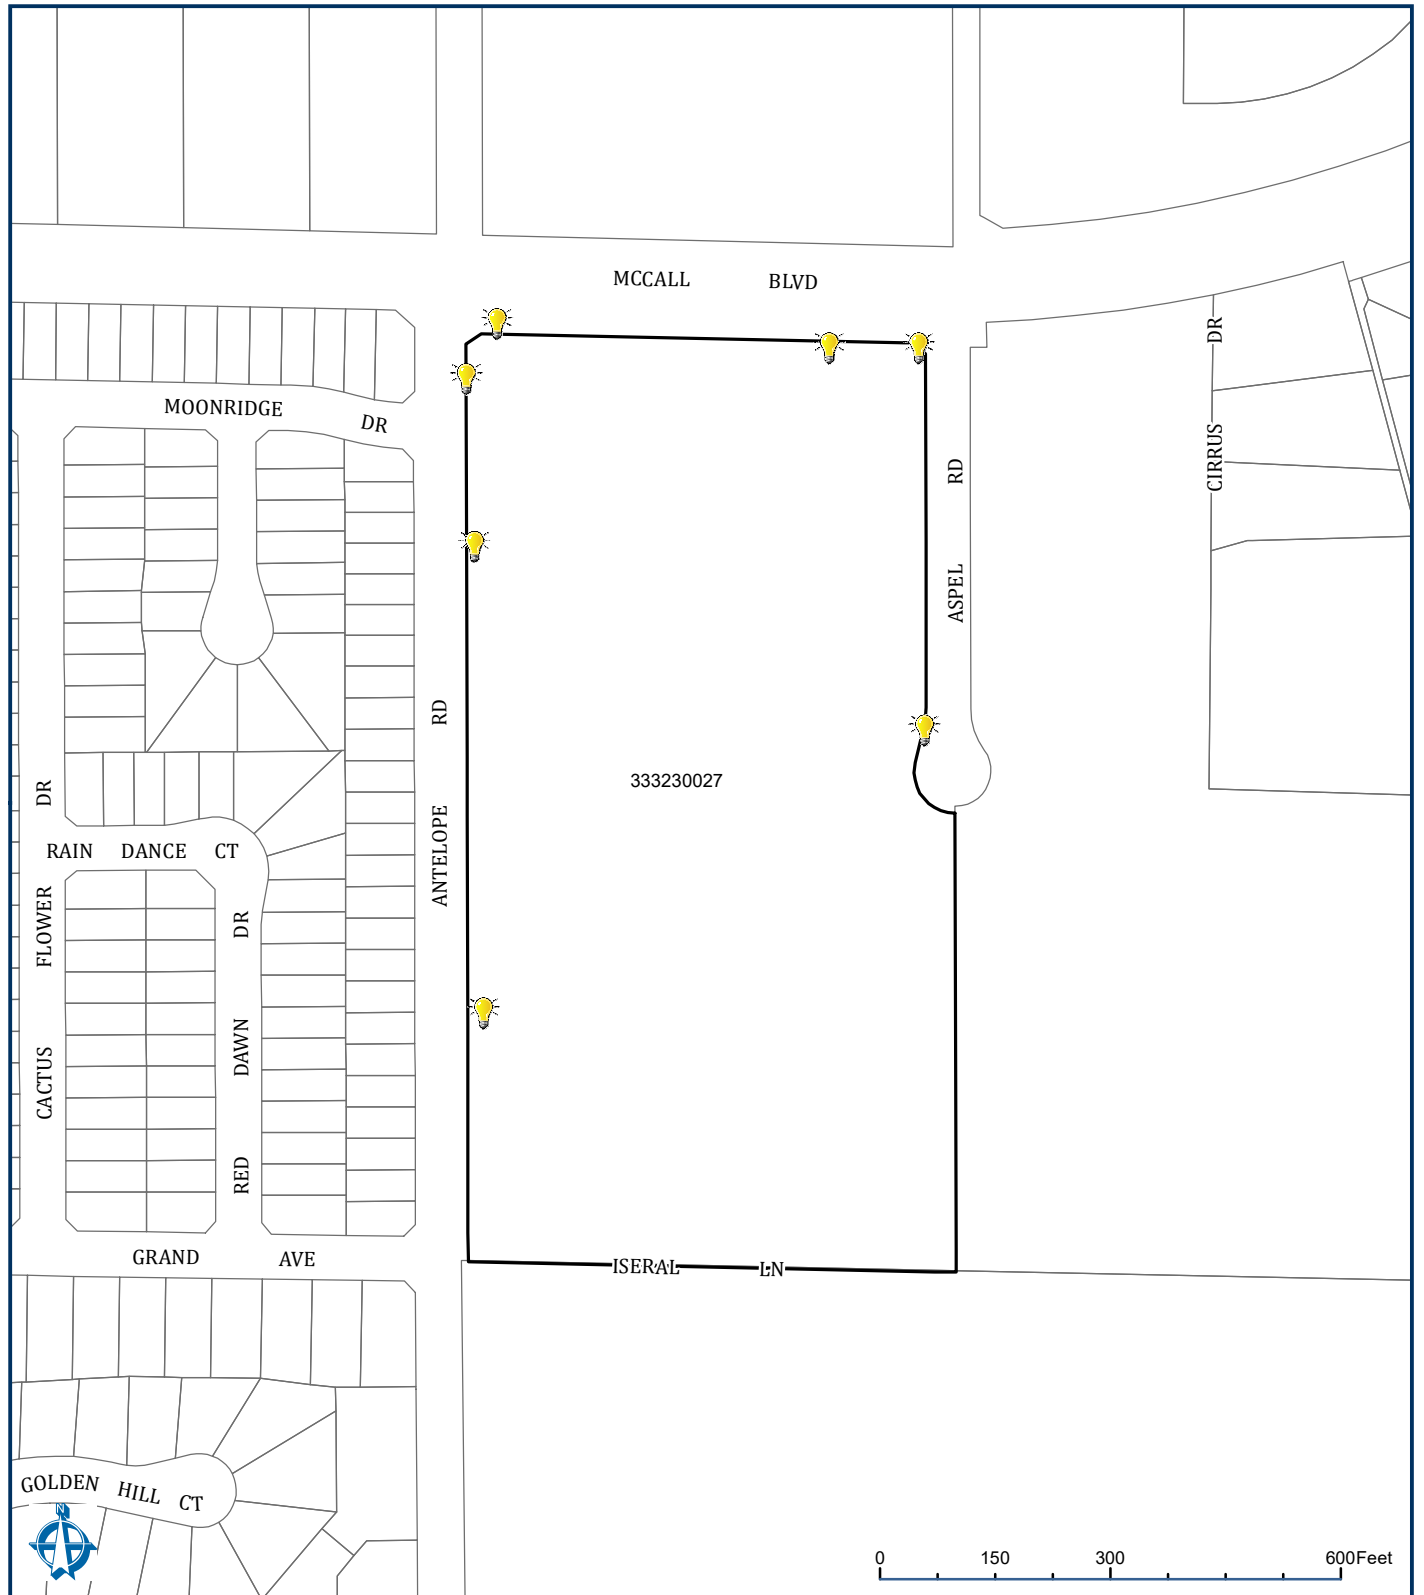 MCCALL BLVD
DR
MOONRIDGE DR
CIRRUS
RD
ASPEL
RD
333230027
DR
ANTELOPE
RAIN DANCE CT
FLOWER
DR
DAWN
CACTUS
RED
GRAND AVE
ISERAL LN
GOLDEN HILL CT
N
0 150 300 600Feet